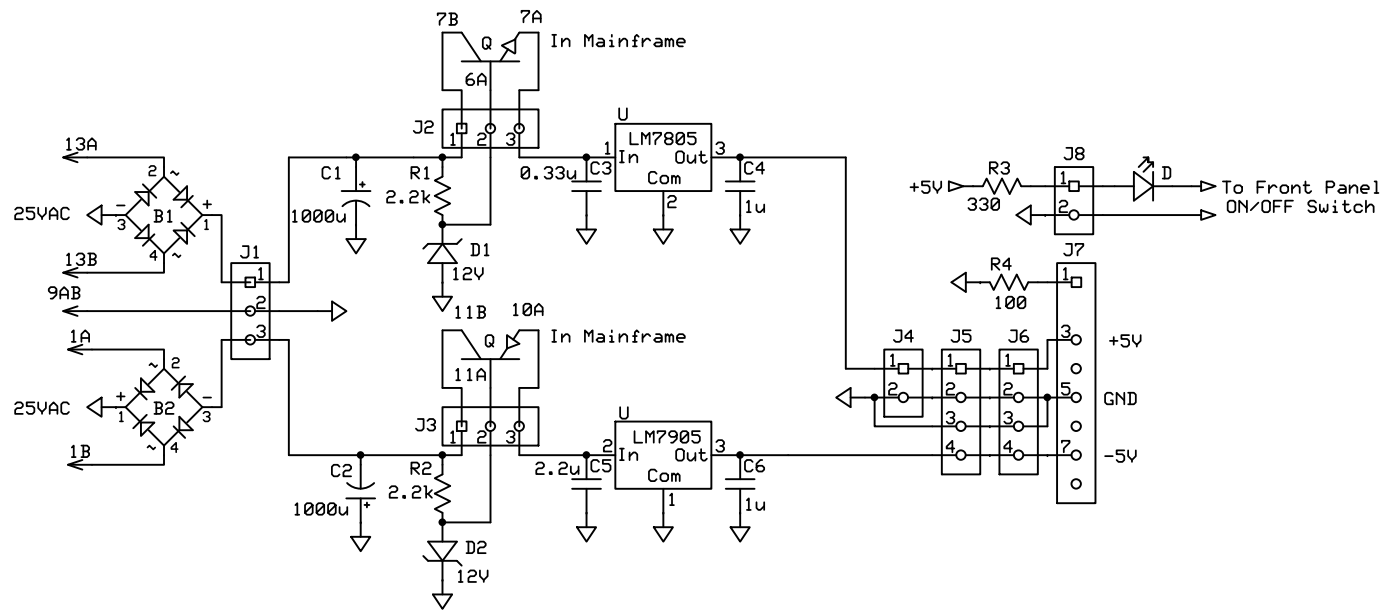 7B
7A
Q
In Mainframe
6A
J2
1
2
3
U
LM7805
1
In
Out
3
Com
2
13A
2
~
25VAC
-
3
B1
+
1
4
~
13B
C1
+
1000u
R1
2.2k
D1
12V
0.33u
C3
C4
1u
+5V
R3
330
J8
1
2
D
To Front Panel
ON/OFF Switch
J1
1
2
3
9AB
1A
2
~
25VAC
+
1
B2
-
3
~
4
1B
11B
10A
Q
In Mainframe
11A
J3
1
2
3
U
LM7905
2
In
Out
3
Com
1
C2
+
1000u
R2
2.2k
D2
12V
2.2u
C5
C6
1u
R4
100
J7
1
3
+5V
5
GND
7
-5V
J4
1
2
J5
1
2
3
4
J6
1
2
3
4